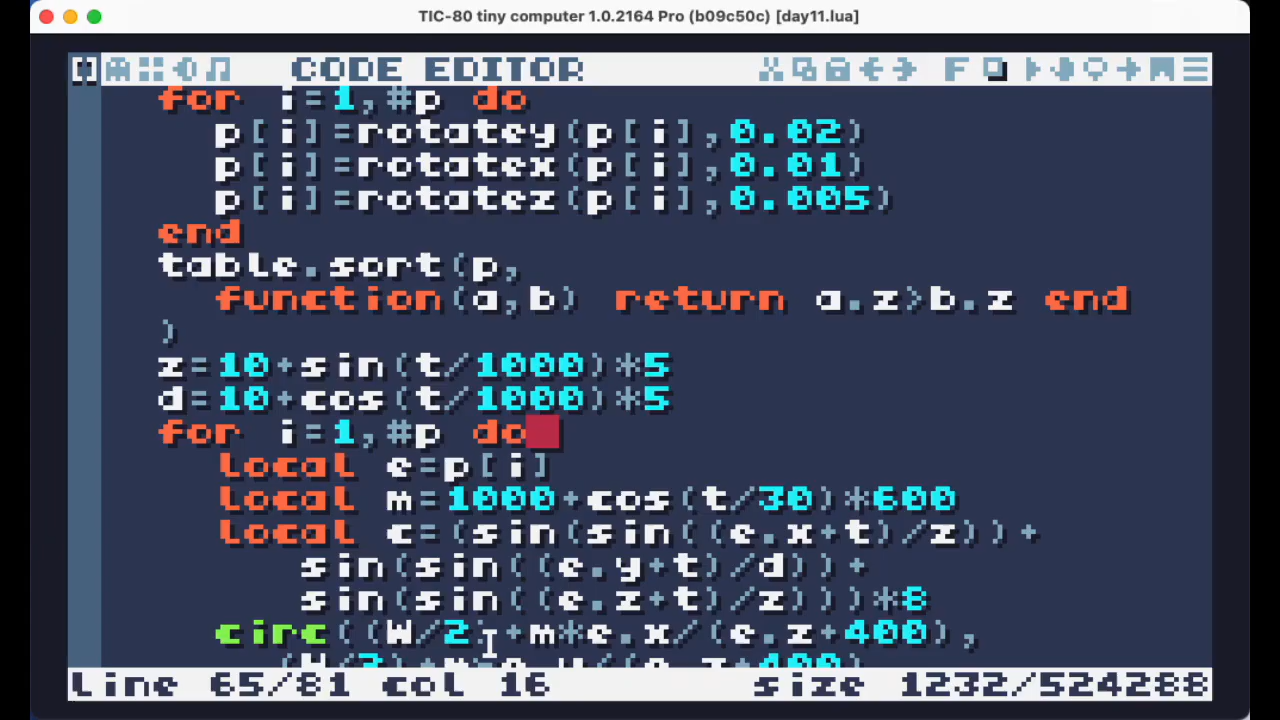 TIC-80 tiny computer 1.0.2164 Pro (b09c50c) [day11.lua]
CODE EDITOR
for i=1,#p do
p[i]=rotatey(p[i],0.02)
p[i]=rotatex(p[i],0.01)
p[i]=rotatez(p[i],0.005)
end
table.sort(p,
function(a,b) return a.z>b.z end
)
z=10+sin(t/1000)*5
d=10+cos(t/1000)*5
for i=1,#p do
local e=p[i]
local m=1000+cos(t/30)*600
local c=(sin(sin((e.x+t)/z))+
sin(sin((e.y+t)/d))+
sin(sin((e.z+t)/z)))*8
circ((W/2)+m*e.x/(e.z+400),
Line 65/81 col 16
size 1232/524288